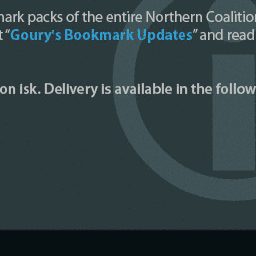 mark packs of the entire Northern Coalition
t "Goury's Bookmark Updates" and read
on isk. Delivery is available in the follow